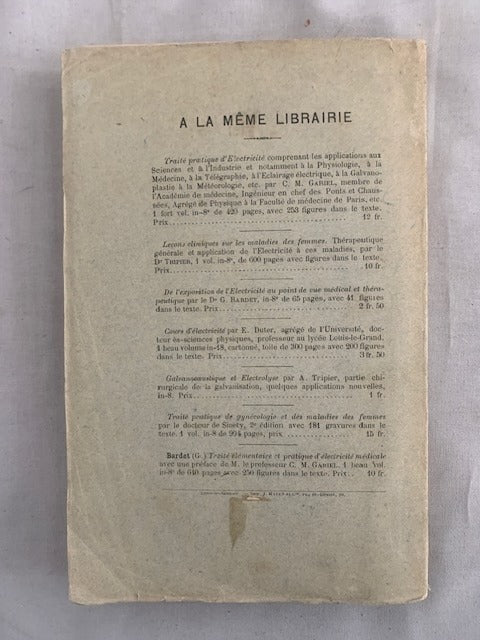 A LA MÊME LIBRAIRIE
Traité pratique d'Electricité comprenant les applications aux
Sciences et à l'Industrie et notamment à la Physiologie, à la
Médecine, à la Télégraphie, à l'Eclairage électrique, à la Galvano-
plastie à la Météorologie, etc. par C. M. GARIEL, membre de
l'Académie de médecine, Ingénieur en chef des Ponts et Chaus-
sées, Agrégé de Physique à la Faculté de médecine de Paris, etc.
1 fort vol. in-8° de 420 pages, avec 253 figures dans le texte.
Prix. 12 fr.
Leçons cliniques sur les maladies des femmes. Thérapeutique
générale et application de l'Electricité à ces maladies, par le
Dr TRIPIER, 1 vol. in-8°, de 600 pages avec figures dans le texte,
Prix. 10 fr.
De l'exposition de l'Electricité au point de vue médical et théra-
peutique par le Dr G. BARDET, in-8° de 65 pages, avec 41 figures
dans le texte. Prix. 2 fr. 50
Cours d'électricité par E. Duter, agrégé de l'Université, doc-
teur ès-sciences physiques, professeur au lycée Louis-le-Grand.
1 beau volume in-18, cartonné, toile de 300 pages avec 200 figures
dans le texte. Prix. 3 fr. 50
Galvanocaustique et Electrolyse par A. Tripier, partie chi-
rurgicale de la galvanisation, quelques applications nouvelles,
in-8. Prix. 1 fr.
Traité pratique de gynécologie et des maladies des femmes
par le docteur de Sinéty, 2e édition avec 181 gravures dans le
texte. 1 vol. in-8 de 994 pages, prix 15 fr.
Bardet (G.) Traité élémentaire et pratique d'électricité médicale
avec une préface de M. le professeur C. M. GARIEL. 1 beau vol.
in-8° de 640 pages avec 250 figures dans le texte. Prix. 10 fr.